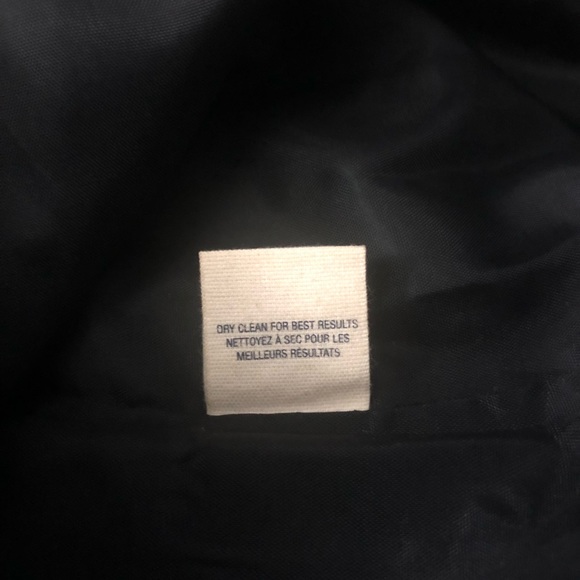 DRY CLEAN FOR BEST RESULTS
NETTOYEZ À SEC POUR LES
MEILLEURS RÉSULTATS